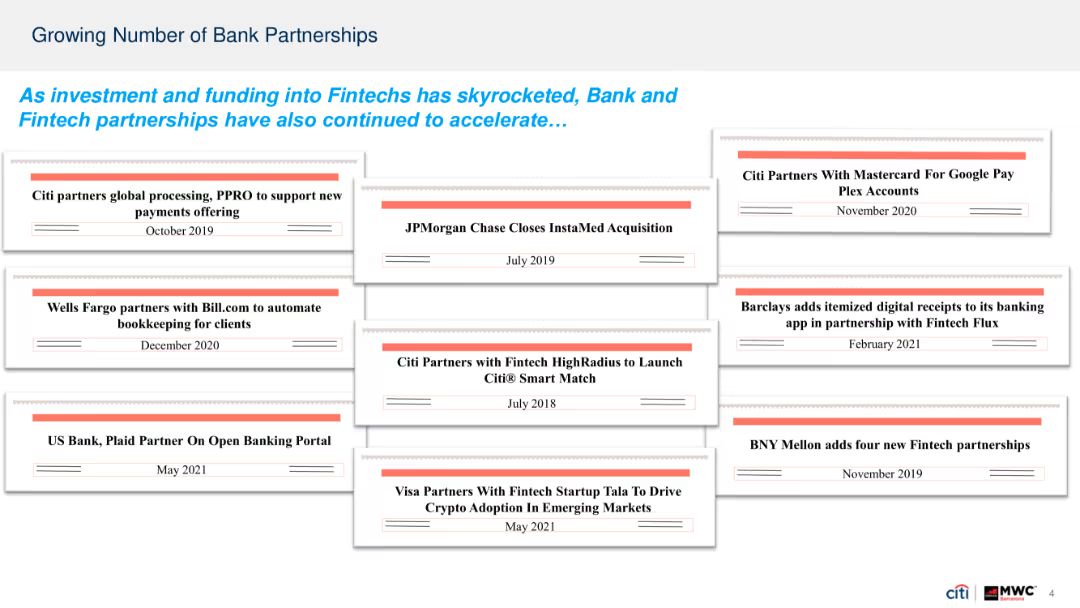 Growing Number of Bank Partnerships
As investment and funding into Fintechs has skyrocketed, Bank and
Fintech partnerships have also continued to accelerate…
Citi partners global processing, PPRO to support new
payments offering
October 2019
Wells Fargo partners with Bill.com to automate
bookkeeping for clients
December 2020
US Bank, Plaid Partner On Open Banking Portal
May 2021
JPMorgan Chase Closes InstaMed Acquisition
July 2019
Citi Partners with Fintech HighRadius to Launch
Citi® Smart Match
July 2018
Visa Partners With Fintech Startup Tala To Drive
Crypto Adoption In Emerging Markets
May 2021
Citi Partners With Mastercard For Google Pay
Plex Accounts
November 2020
Barclays adds itemized digital receipts to its banking
app in partnership with Fintech Flux
February 2021
BNY Mellon adds four new Fintech partnerships
November 2019
citi
MWC
Barcelona
4